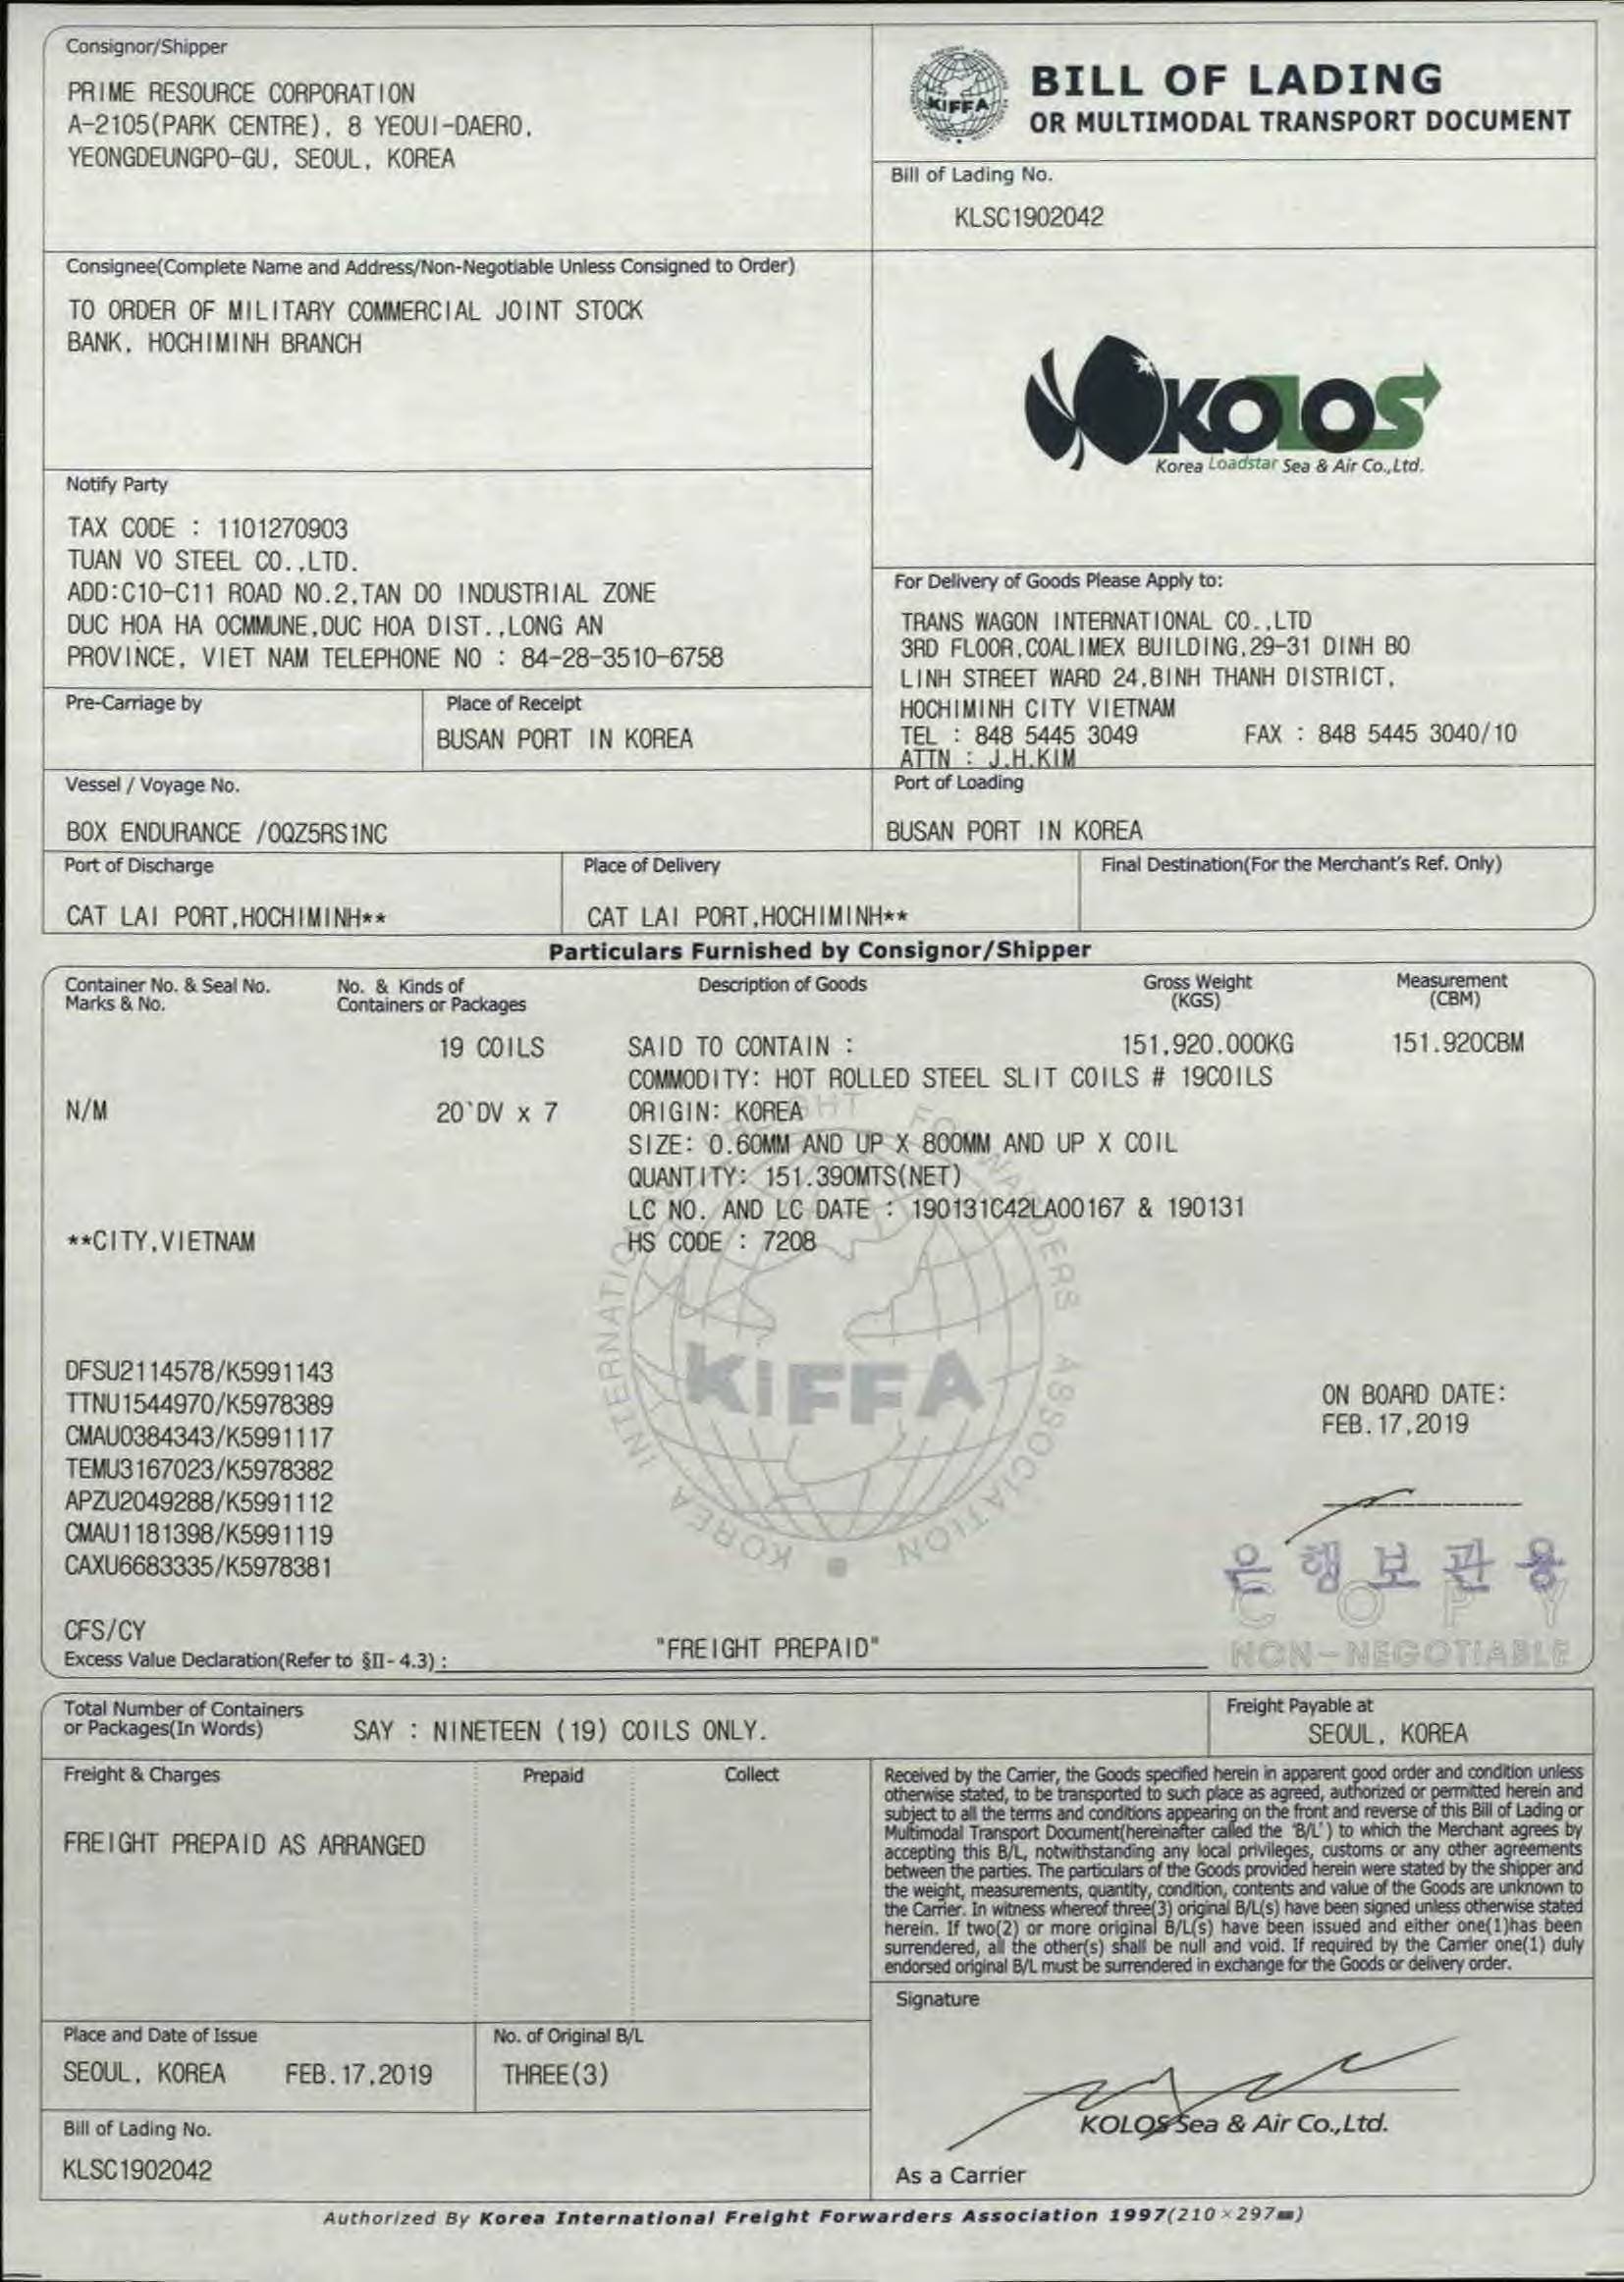 Consignor/Shipper
PRIME RESOURCE CORPORATION
A-2105(PARK CENTRE), 8 YEOUI-DAERO,
YEONGDEUNGPO-GU, SEOUL, KOREA
KIFFA
BILL OF LADING
OR MULTIMODAL TRANSPORT DOCUMENT
Bill of Lading No.
KLSC1902042
Consignee(Complete Name and Address/Non-Negotiable Unless Consigned to Order)
TO ORDER OF MILITARY COMMERCIAL JOINT STOCK
BANK, HOCHIMINH BRANCH
KOLOS
Korea Loadstar Sea & Air Co.,Ltd.
Notify Party
TAX CODE : 1101270903
TUAN VO STEEL CO.,LTD.
ADD:C10-C11 ROAD NO.2,TAN DO INDUSTRIAL ZONE
DUC HOA HA OCMMUNE,DUC HOA DIST.,LONG AN
PROVINCE, VIET NAM TELEPHONE NO : 84-28-3510-6758
For Delivery of Goods Please Apply to:
TRANS WAGON INTERNATIONAL CO.,LTD
3RD FLOOR,COALIMEX BUILDING,29-31 DINH BO
LINH STREET WARD 24,BINH THANH DISTRICT,
HOCHIMINH CITY VIETNAM
TEL : 848 5445 3049 FAX : 848 5445 3040/10
ATTN : J.H.KIM
Pre-Carriage by
Place of Receipt
BUSAN PORT IN KOREA
Vessel / Voyage No.
BOX ENDURANCE /0QZ5RS1NC
Port of Loading
BUSAN PORT IN KOREA
Port of Discharge
CAT LAI PORT,HOCHIMINH**
Place of Delivery
CAT LAI PORT,HOCHIMINH**
Final Destination(For the Merchant's Ref. Only)
Particulars Furnished by Consignor/Shipper
Container No. & Seal No.
Marks & No.
No. & Kinds of
Containers or Packages
Description of Goods
Gross Weight
(KGS)
Measurement
(CBM)
19 COILS SAID TO CONTAIN : 151,920.000KG 151.920CBM
COMMODITY: HOT ROLLED STEEL SLIT COILS # 19COILS
N/M 20`DV x 7 ORIGIN: KOREA
SIZE: 0.60MM AND UP X 800MM AND UP X COIL
QUANTITY: 151.390MTS(NET)
LC NO. AND LC DATE : 190131C42LA00167 & 190131
**CITY,VIETNAM HS CODE : 7208
KOREA INTERNATIONAL FREIGHT FORWARDERS ASSOCIATION
KIFFA
DFSU2114578/K5991143
TTNU1544970/K5978389
CMAU0384343/K5991117
TEMU3167023/K5978382
APZU2049288/K5991112
CMAU1181398/K5991119
CAXU6683335/K5978381
ON BOARD DATE:
FEB.17,2019
은행보관용
COPY
NON-NEGOTIABLE
CFS/CY
"FREIGHT PREPAID"
Excess Value Declaration(Refer to §II- 4.3) :
Total Number of Containers
or Packages(In Words)
SAY : NINETEEN (19) COILS ONLY.
Freight Payable at
SEOUL, KOREA
Freight & Charges Prepaid Collect
FREIGHT PREPAID AS ARRANGED
Received by the Carrier, the Goods specified herein in apparent good order and condition unless
otherwise stated, to be transported to such place as agreed, authorized or permitted herein and
subject to all the terms and conditions appearing on the front and reverse of this Bill of Lading or
Multimodal Transport Document(hereinafter called the 'B/L') to which the Merchant agrees by
accepting this B/L, notwithstanding any local privileges, customs or any other agreements
between the parties. The particulars of the Goods provided herein were stated by the shipper and
the weight, measurements, quantity, condition, contents and value of the Goods are unknown to
the Carrier. In witness whereof three(3) original B/L(s) have been signed unless otherwise stated
herein. If two(2) or more original B/L(s) have been issued and either one(1)has been
surrendered, all the other(s) shall be null and void. If required by the Carrier one(1) duly
endorsed original B/L must be surrendered in exchange for the Goods or delivery order.
Signature
KOLOS Sea & Air Co.,Ltd.
As a Carrier
Place and Date of Issue
SEOUL, KOREA FEB.17,2019
No. of Original B/L
THREE(3)
Bill of Lading No.
KLSC1902042
Authorized By Korea International Freight Forwarders Association 1997(210×297㎜)